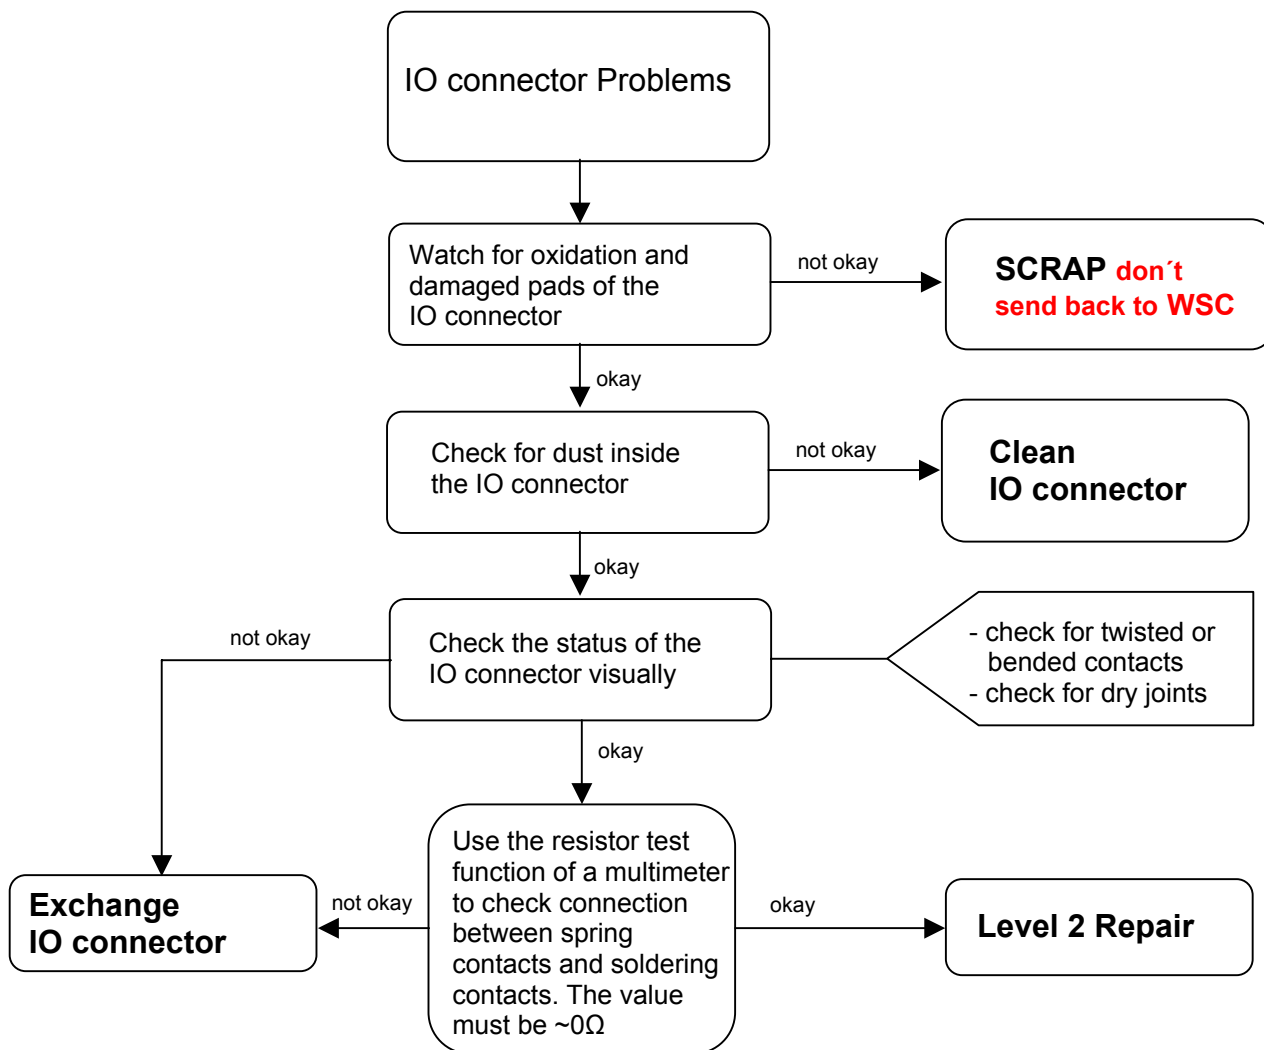 IO connector Problems
Watch for oxidation and
damaged pads of the
IO connector
not okay
SCRAP don´t
send back to WSC
okay
Check for dust inside
the IO connector
not okay
Clean
IO connector
okay
not okay
Check the status of the
IO connector visually
- check for twisted or
bended contacts
- check for dry joints
okay
Use the resistor test
function of a multimeter
to check connection
between spring
contacts and soldering
contacts. The value
must be ~0Ω
not okay
Exchange
IO connector
okay
Level 2 Repair